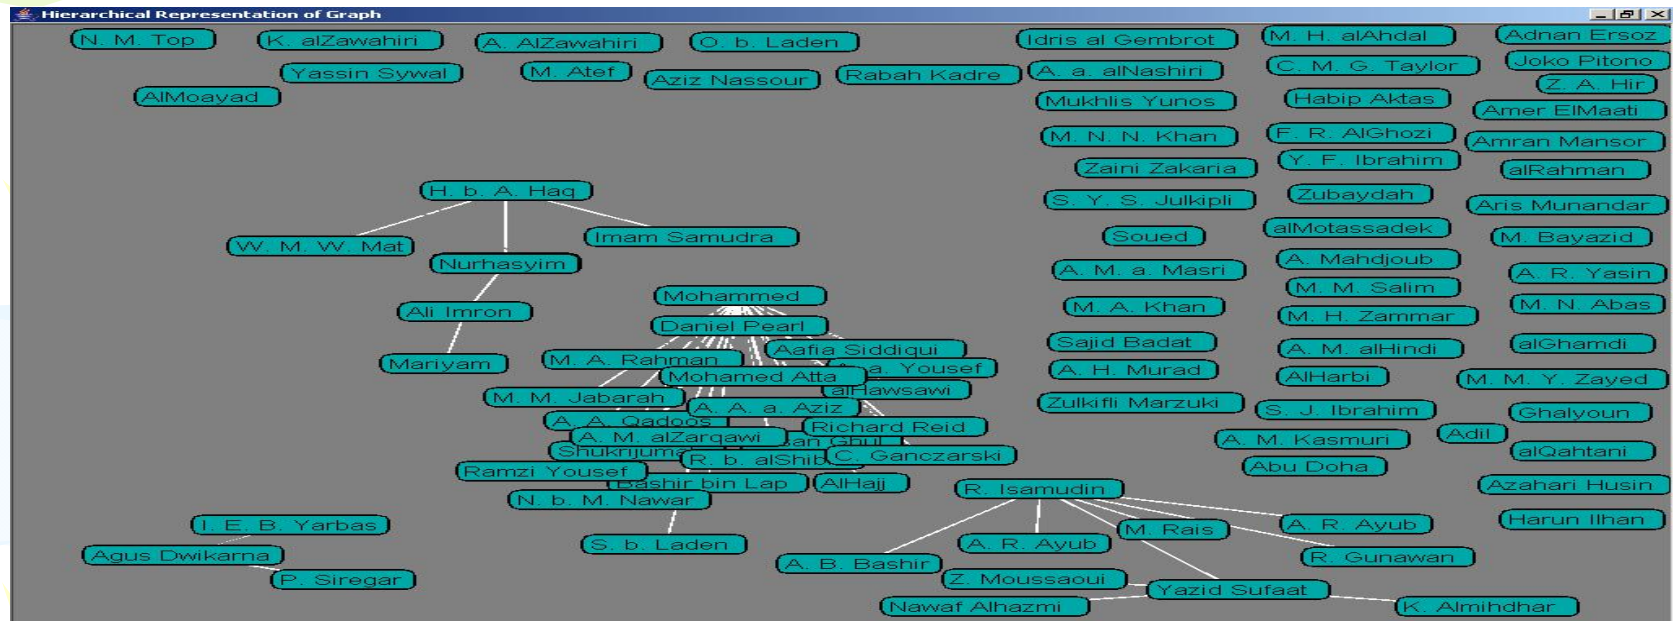 Hierarchical Representation of Graph
N. M. Top
K. alZawahiri
A. AlZawahiri
O. b. Laden
Idris al Gembrot
M. H. alAhdal
Adnan Ersoz
Yassin Sywal
M. Atef
Aziz Nassour
Rabah Kadre
A. a. alNashiri
C. M. G. Taylor
Joko Pitono
Z. A. Hir
AlMoayad
Mukhlis Yunos
Habip Aktas
Amer ElMaati
M. N. N. Khan
F. R. AlGhozi
Amran Mansor
Zaini Zakaria
Y. F. Ibrahim
alRahman
H. b. A. Haq
S. Y. S. Julkipli
Zubaydah
Aris Munandar
W. M. W. Mat
Imam Samudra
Soued
alMotassadek
M. Bayazid
Nurhasyim
A. M. a. Masri
A. Mahdjoub
A. R. Yasin
Mohammed
M. M. Salim
Ali Imron
M. A. Khan
M. H. Zammar
M. N. Abas
Daniel Pearl
Sajid Badat
A. M. alHindi
alGhamdi
Mariyam
M. A. Rahman
Aafia Siddiqui
a. Yousef
A. H. Murad
AlHarbi
M. M. Y. Zayed
Mohamed Atta
alHawsawi
M. M. Jabarah
A. A. a. Aziz
Zulkifli Marzuki
S. J. Ibrahim
Ghalyoun
A. A. Qadoos
Richard Reid
A. M. alZarqawi
A. M. Kasmuri
Adil
Shukrijuma
R. b. alShib
C. Ganczarski
alQahtani
Ramzi Yousef
Bashir bin Lap
AlHajj
Abu Doha
R. Isamudin
Azahari Husin
N. b. M. Nawar
I. E. B. Yarbas
M. Rais
A. R. Ayub
Harun Ilhan
S. b. Laden
A. R. Ayub
Agus Dwikarna
A. B. Bashir
R. Gunawan
P. Siregar
Z. Moussaoui
Yazid Sufaat
Nawaf Alhazmi
K. Almihdhar